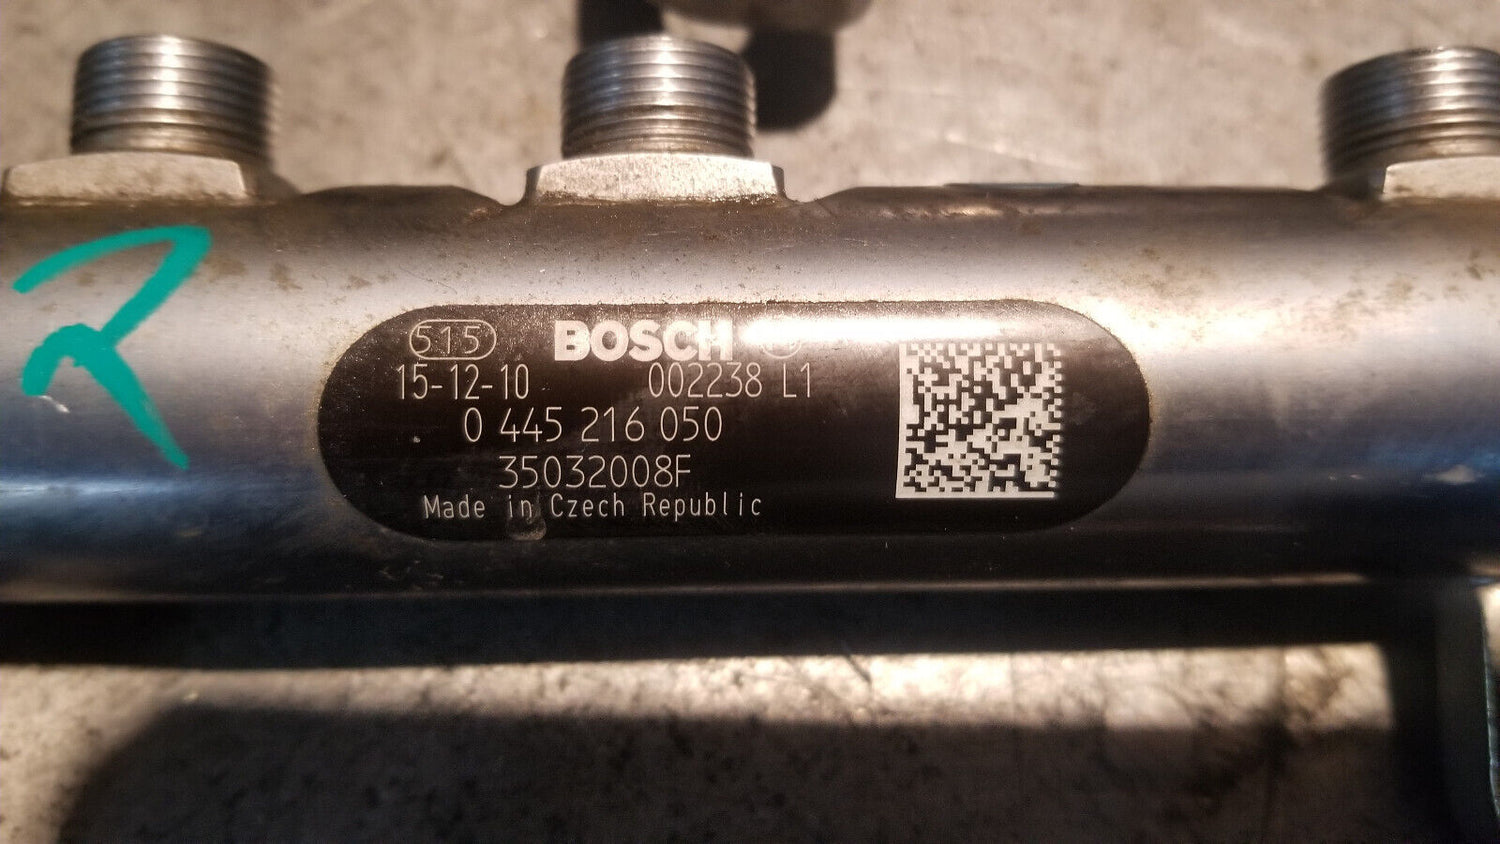 R
515 BOSCH
15-12-10 002238 L1
0 445 216 050
35032008F
Made in Czech Republic